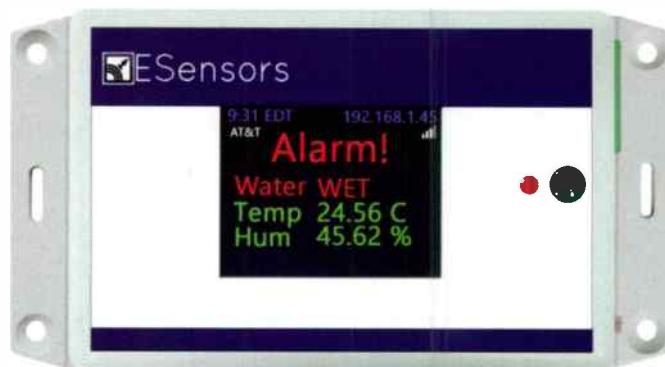 ESensors
9:31 EDT 192.168.1.45
AT&T
Alarm!
Water WET
Temp 24.56 C
Hum 45.62 %